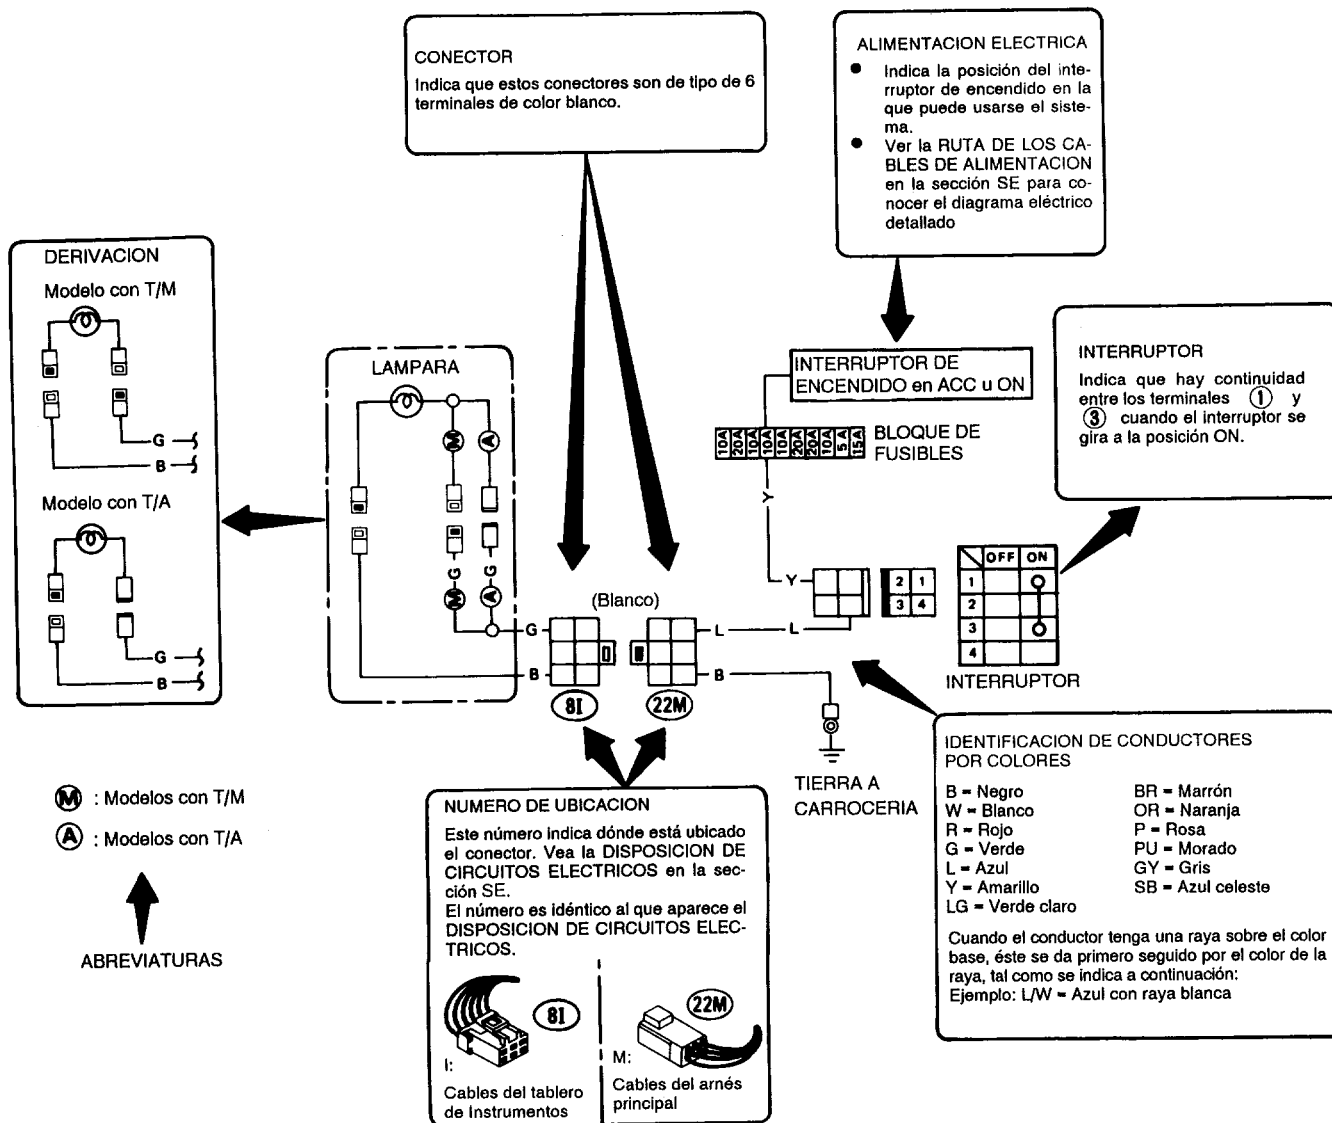 CONECTOR
Indica que estos conectores son de tipo de 6
terminales de color blanco.
ALIMENTACION ELECTRICA
● Indica la posición del inte-
rruptor de encendido en la
que puede usarse el siste-
ma.
● Ver la RUTA DE LOS CA-
BLES DE ALIMENTACION
en la sección SE para co-
nocer el diagrama eléctrico
detallado
DERIVACION
Modelo con T/M
G
B
Modelo con T/A
G
B
LAMPARA
M
A
G
G
M
A
G
B
(Blanco)
8I
22M
L
L
B
INTERRUPTOR DE
ENCENDIDO en ACC u ON
10A 20A 10A 10A 10A 20A 20A 10A 5A 15A
BLOQUE DE
FUSIBLES
Y
Y
2 1
3 4
OFF ON
1
2
3
4
INTERRUPTOR
INTERRUPTOR
Indica que hay continuidad
entre los terminales ① y
③ cuando el interruptor se
gira a la posición ON.
TIERRA A
CARROCERIA
M : Modelos con T/M
A : Modelos con T/A
ABREVIATURAS
NUMERO DE UBICACION
Este número indica dónde está ubicado
el conector. Vea la DISPOSICION DE
CIRCUITOS ELECTRICOS en la sec-
ción SE.
El número es idéntico al que aparece el
DISPOSICION DE CIRCUITOS ELEC-
TRICOS.
8I
I:
Cables del tablero
de Instrumentos
22M
M:
Cables del arnés
principal
IDENTIFICACION DE CONDUCTORES
POR COLORES
B = Negro
W = Blanco
R = Rojo
G = Verde
L = Azul
Y = Amarillo
LG = Verde claro
BR = Marrón
OR = Naranja
P = Rosa
PU = Morado
GY = Gris
SB = Azul celeste
Cuando el conductor tenga una raya sobre el color
base, éste se da primero seguido por el color de la
raya, tal como se indica a continuación:
Ejemplo: L/W = Azul con raya blanca